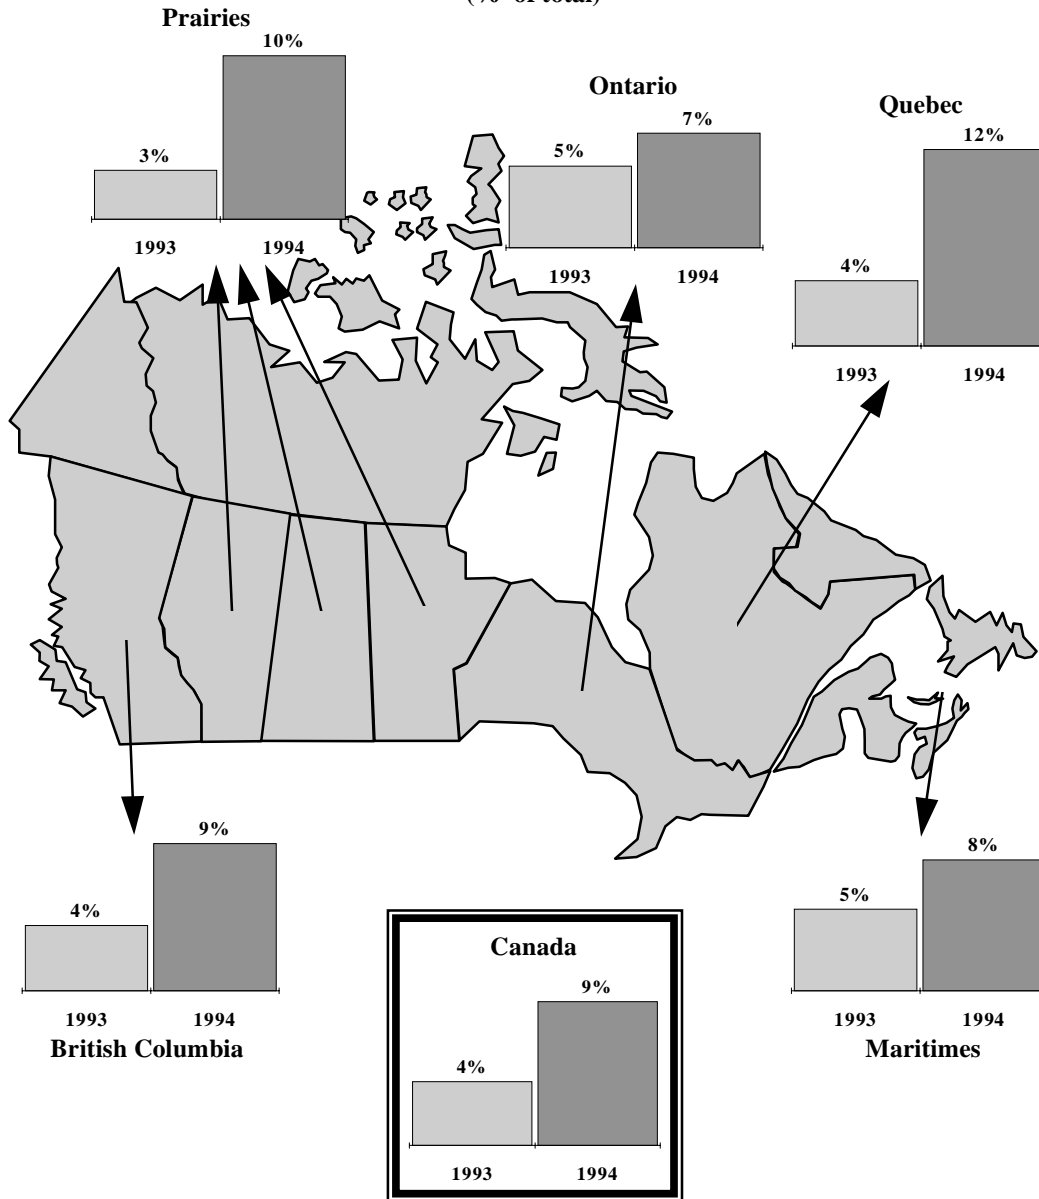 (% of total)
Prairies
10%
3%
1993 1994
Ontario
7%
5%
1993 1994
Quebec
12%
4%
1993 1994
9%
4%
1993 1994
British Columbia
Canada
9%
4%
1993 1994
8%
5%
1993 1994
Maritimes